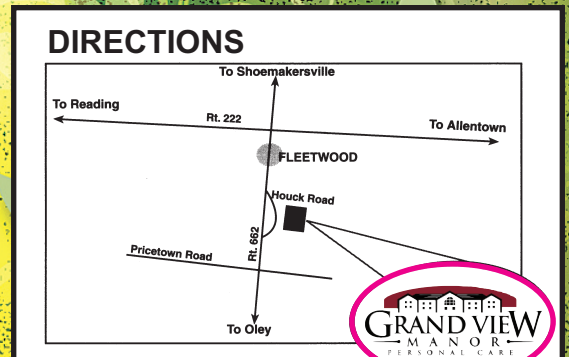 DIRECTIONS
To Shoemakersville
To Reading
Rt. 222
To Allentown
FLEETWOOD
Houck Road
Rt. 662
Pricetown Road
To Oley
GRAND VIEW
MANOR
PERSONAL CARE